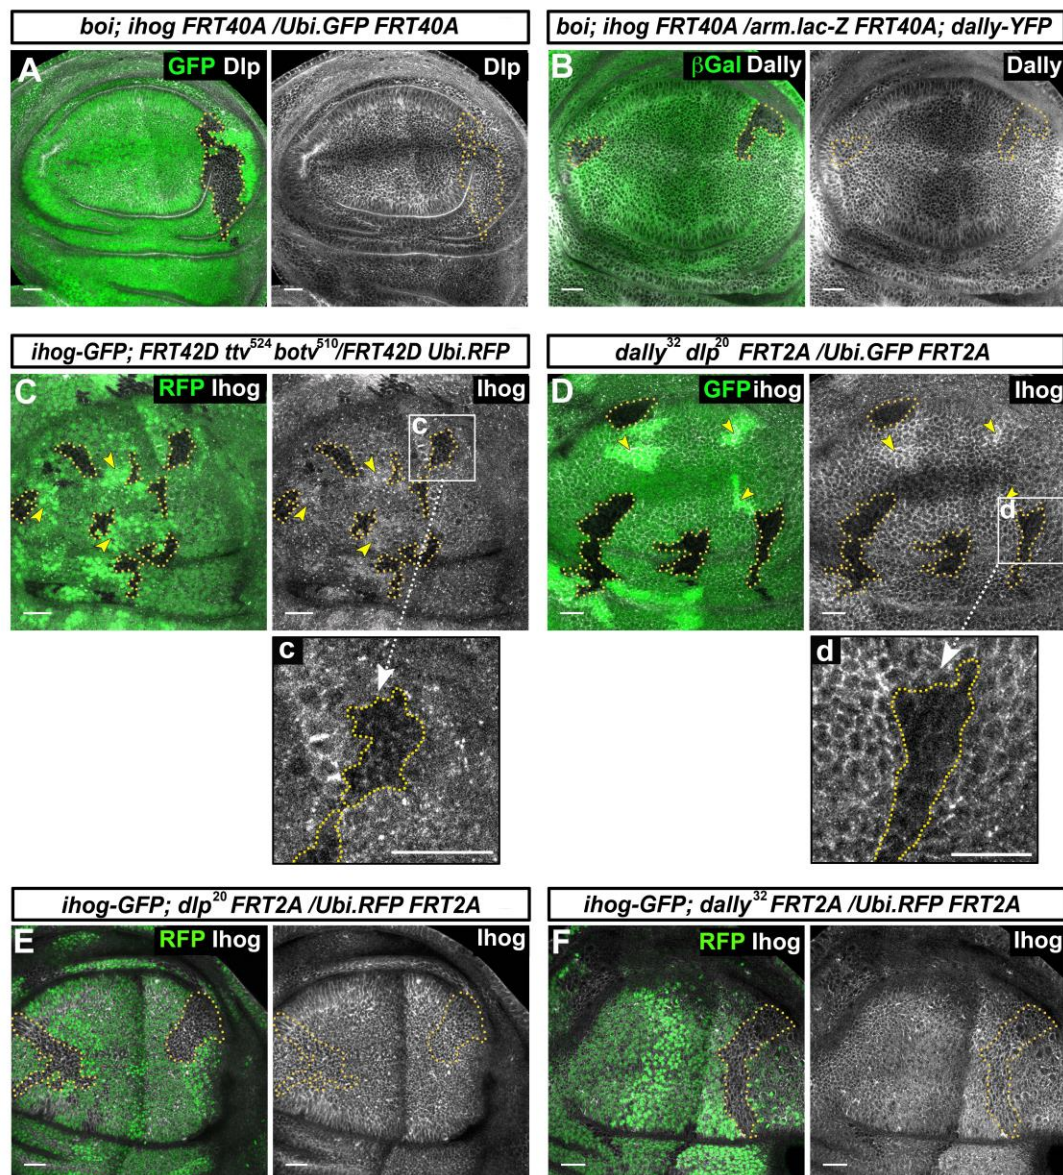 boi; ihog FRT40A /Ubi.GFP FRT40A
A
GFP Dlp
Dlp
boi; ihog FRT40A /arm.lac-Z FRT40A; dally-YFP
B
βGal Dally
Dally
ihog-GFP; FRT42D ttv524 botv510/FRT42D Ubi.RFP
C
RFP Ihog
Ihog
c
c
dally32 dlp20 FRT2A /Ubi.GFP FRT2A
D
GFP ihog
Ihog
d
d
ihog-GFP; dlp20 FRT2A /Ubi.RFP FRT2A
E
RFP Ihog
Ihog
ihog-GFP; dally32 FRT2A /Ubi.RFP FRT2A
F
RFP Ihog
Ihog